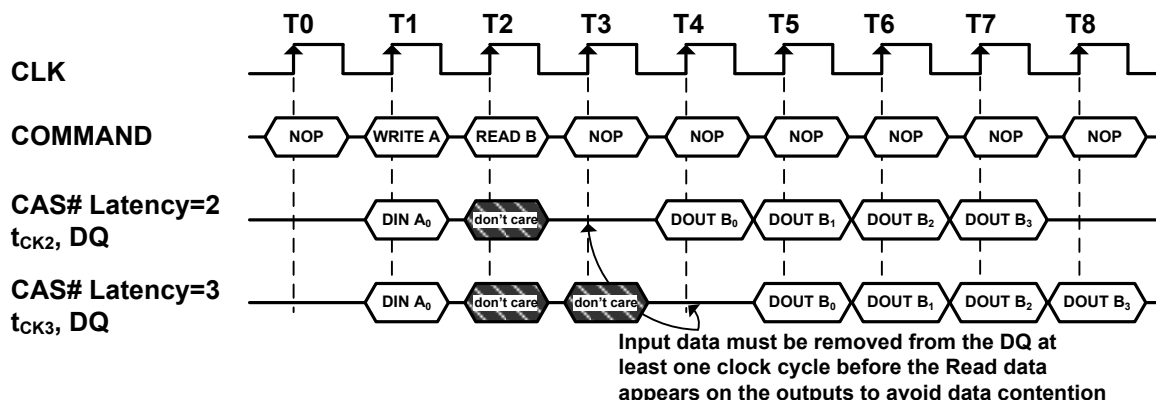 T0 T1 T2 T3 T4 T5 T6 T7 T8
CLK
COMMAND NOP WRITE A READ B NOP NOP NOP NOP NOP NOP
CAS# Latency=2
tCK2, DQ DIN A0 don't care DOUT B0 DOUT B1 DOUT B2 DOUT B3
CAS# Latency=3
tCK3, DQ DIN A0 don't care don't care DOUT B0 DOUT B1 DOUT B2 DOUT B3
Input data must be removed from the DQ at
least one clock cycle before the Read data
appears on the outputs to avoid data contention